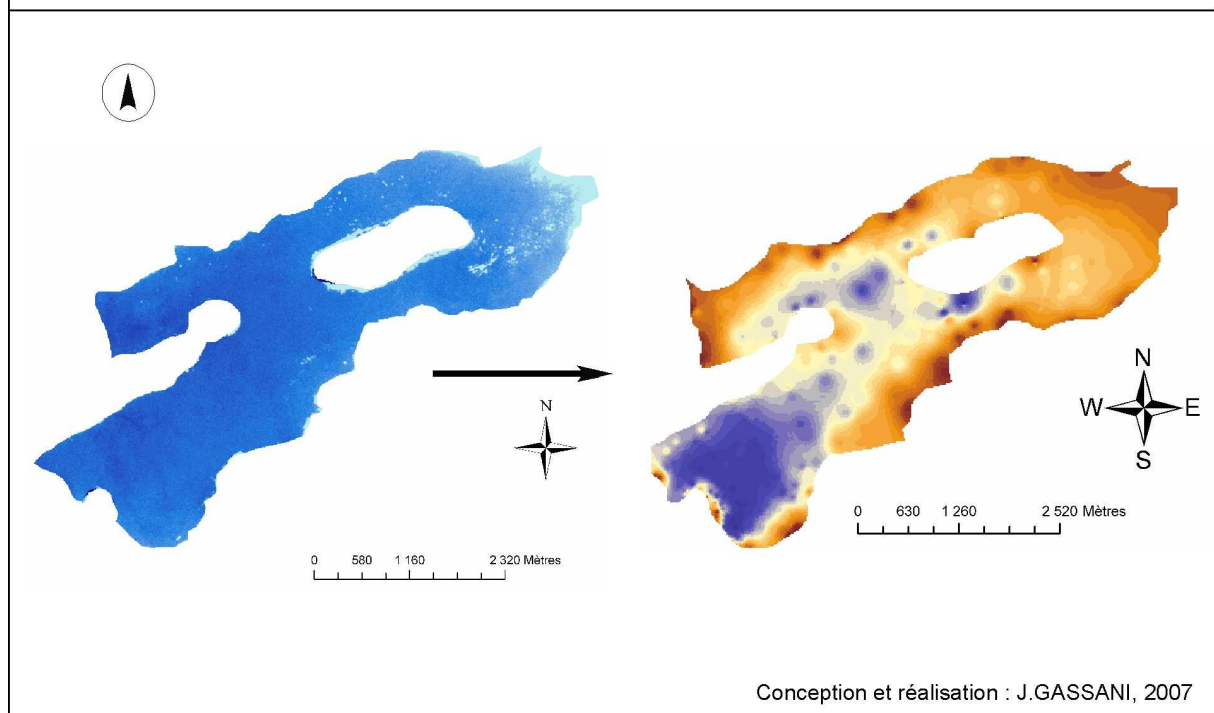 N
0 580 1 160 2 320 Mètres
N
W E
S
0 630 1 260 2 520 Mètres
Conception et réalisation : J.GASSANI, 2007